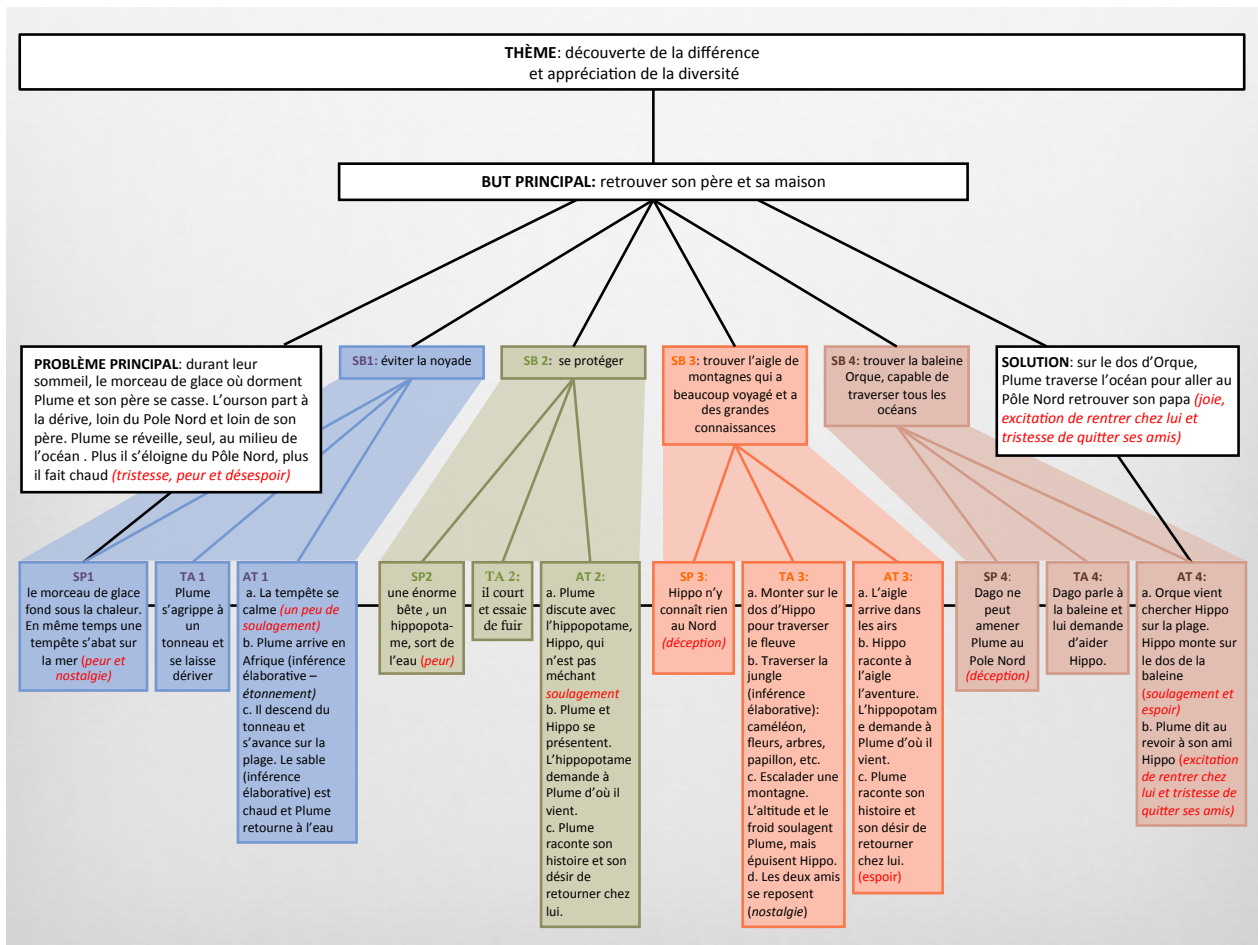 THÈME: découverte de la différence
et appréciation de la diversité
BUT PRINCIPAL: retrouver son père et sa maison
PROBLÈME PRINCIPAL: durant leur
sommeil, le morceau de glace où dorment
Plume et son père se casse. L'ourson part à
la dérive, loin du Pole Nord et loin de son
père. Plume se réveille, seul, au milieu de
l'océan . Plus il s'éloigne du Pôle Nord, plus
il fait chaud (tristesse, peur et désespoir)
SB1: éviter la noyade
SB 2: se protéger
SB 3: trouver l'aigle de
montagnes qui a
beaucoup voyagé et a
des grandes
connaissances
SB 4: trouver la baleine
Orque, capable de
traverser tous les
océans
SOLUTION: sur le dos d'Orque,
Plume traverse l'océan pour aller au
Pôle Nord retrouver son papa (joie,
excitation de rentrer chez lui et
tristesse de quitter ses amis)
SP1
le morceau de glace
fond sous la chaleur.
En même temps une
tempête s'abat sur
la mer (peur et
nostalgie)
TA 1
Plume
s'agrippe à
un
tonneau et
se laisse
dériver
AT 1
a. La tempête se
calme (un peu de
soulagement)
b. Plume arrive en
Afrique (inférence
élaborative –
étonnement)
c. Il descend du
tonneau et
s'avance sur la
plage. Le sable
(inférence
élaborative) est
chaud et Plume
retourne à l'eau
SP2
une énorme
bête , un
hippopota-
me, sort de
l'eau (peur)
TA 2:
il court
et essaie
de fuir
AT 2:
a. Plume
discute avec
l'hippopotame,
Hippo, qui
n'est pas
méchant
soulagement
b. Plume et
Hippo se
présentent.
L'hippopotame
demande à
Plume d'où il
vient.
c. Plume
raconte son
histoire et son
désir de
retourner chez
lui.
SP 3:
Hippo n'y
connaît rien
au Nord
(déception)
TA 3:
a. Monter sur le
dos d'Hippo
pour traverser
le fleuve
b. Traverser la
jungle
(inférence
élaborative):
caméléon,
fleurs, arbres,
papillon, etc.
c. Escalader une
montagne.
L'altitude et le
froid soulagent
Plume, mais
épuisent Hippo.
d. Les deux amis
se reposent
(nostalgie)
AT 3:
a. L'aigle
arrive dans
les airs
b. Hippo
raconte à
l'aigle
l'aventure.
L'hippopotam
e demande à
Plume d'où il
vient.
c. Plume
raconte son
histoire et
son désir de
retourner
chez lui.
(espoir)
SP 4:
Dago ne
peut
amener
Plume au
Pole Nord
(déception)
TA 4:
Dago parle à
la baleine et
lui demande
d'aider
Hippo.
AT 4:
a. Orque vient
chercher Hippo
sur la plage.
Hippo monte sur
le dos de la
baleine
(soulagement et
espoir)
b. Plume dit au
revoir à son ami
Hippo (excitation
de rentrer chez
lui et tristesse de
quitter ses amis)